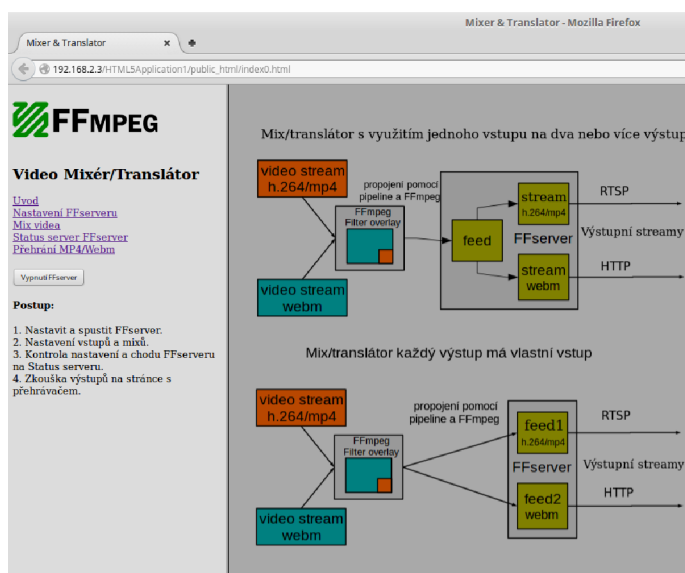 Mixer & Translator - Mozilla Firefox
Mixer & Translator
192.168.2.3/HTML5Application1/public_html/index0.html
FFMPEG
Video Mixér/Translátor
Uvod
Nastavení FFserveru
Mix videa
Status server FFserver
Přehrání MP4/Webm
Vypnutí FFserver
Postup:
1. Nastavit a spustit FFserver.
2. Nastavení vstupů a mixů.
3. Kontrola nastavení a chodu FFserveru
na Status serveru.
4. Zkouška výstupů na stránce s
přehrávačem.
Mix/translátor s využitím jednoho vstupu na dva nebo více výstup
video stream
h.264/mp4
propojení pomocí
pipeline a FFmpeg
FFmpeg
Filter overlay
video stream
webm
feed
stream
h.264/mp4
FFserver
stream
webm
RTSP
Výstupní streamy
HTTP
Mix/translátor každý výstup má vlastní vstup
video stream
h.264/mp4
propojení pomocí
pipeline a FFmpeg
FFmpeg
Filter overlay
video stream
webm
feed1
h.264/mp4
FFserver
feed2
webm
RTSP
Výstupní streamy
HTTP